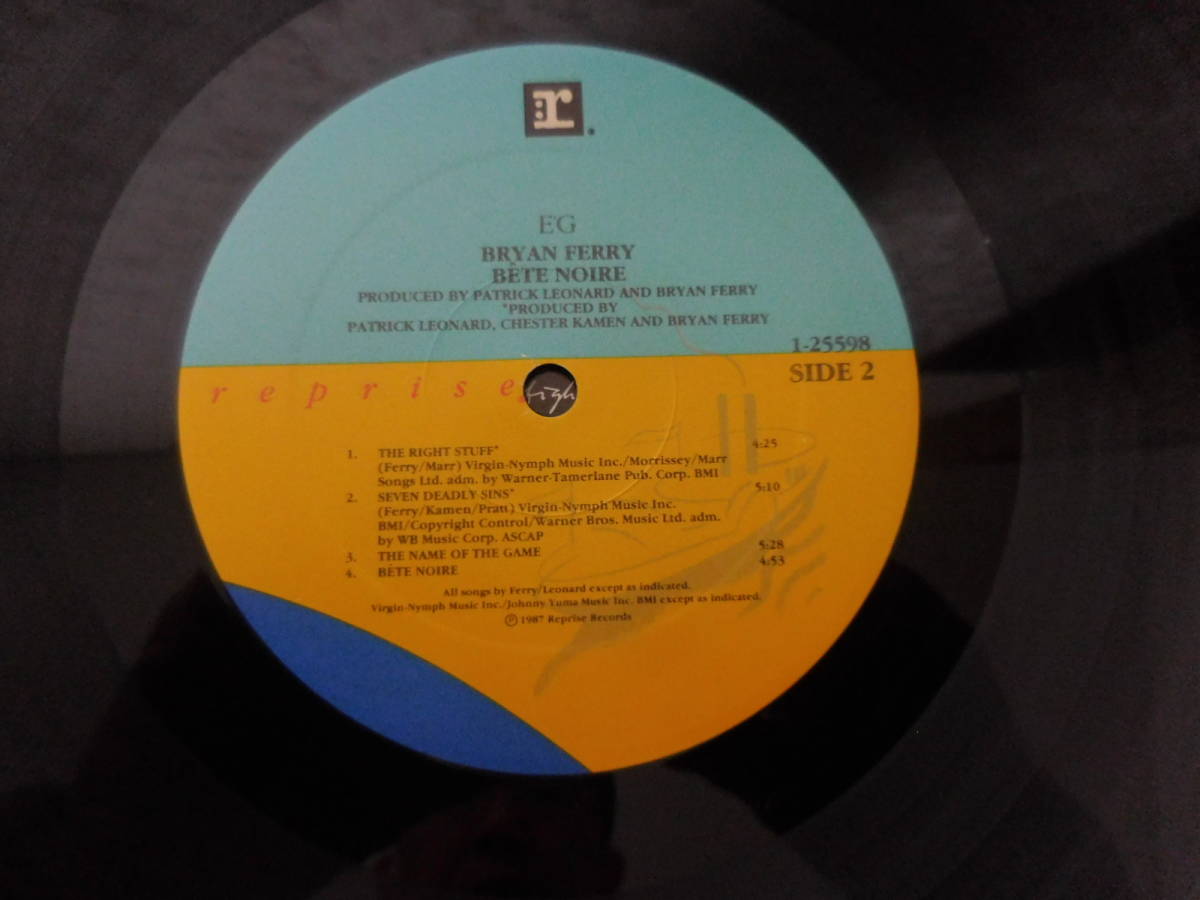 :r.
E'G
BRYAN FERRY
BÊTE NOIRE
PRODUCED BY PATRICK LEONARD AND BRYAN FERRY
*PRODUCED BY
PATRICK LEONARD, CHESTER KAMEN AND BRYAN FERRY
1-25598
SIDE 2
reprise
high
1. THE RIGHT STUFF* 4:25
(Ferry/Marr) Virgin-Nymph Music Inc./Morrissey/Marr
Songs Ltd. adm. by Warner-Tamerlane Pub. Corp. BMI
2. SEVEN DEADLY SINS* 5:10
(Ferry/Kamen/Pratt) Virgin-Nymph Music Inc.
BMI/Copyright Control/Warner Bros. Music Ltd. adm.
by WB Music Corp. ASCAP
3. THE NAME OF THE GAME 5:28
4. BÊTE NOIRE 4:53
All songs by Ferry/Leonard except as indicated.
Virgin-Nymph Music Inc./Johnny Yuma Music Inc. BMI except as indicated.
℗ 1987 Reprise Records